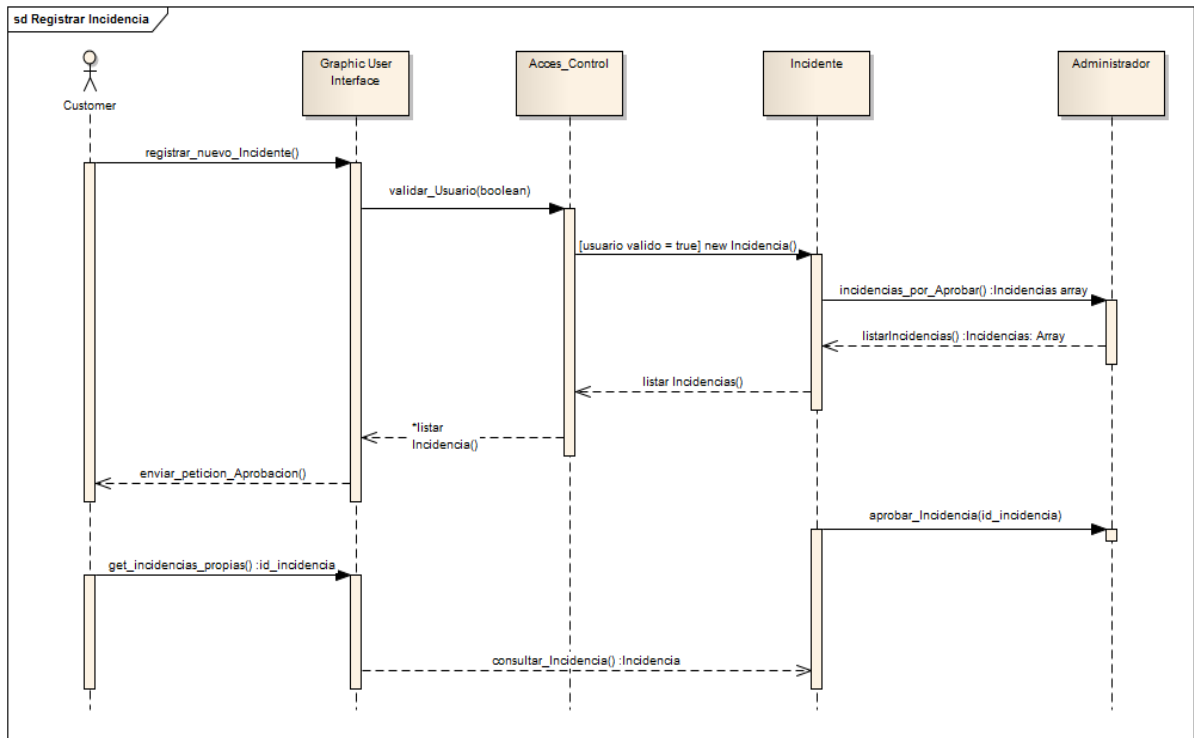 sd Registrar Incidencia
Customer
Graphic User
Interface
Acces_Control
Incidente
Administrador
registrar_nuevo_Incidente()
validar_Usuario(boolean)
[usuario valido = true] new Incidencia()
incidencias_por_Aprobar() :Incidencias array
listarIncidencias() :Incidencias: Array
listar Incidencias()
*listar
Incidencia()
enviar_peticion_Aprobacion()
aprobar_Incidencia(id_incidencia)
get_incidencias_propias() :id_incidencia
consultar_Incidencia() :Incidencia